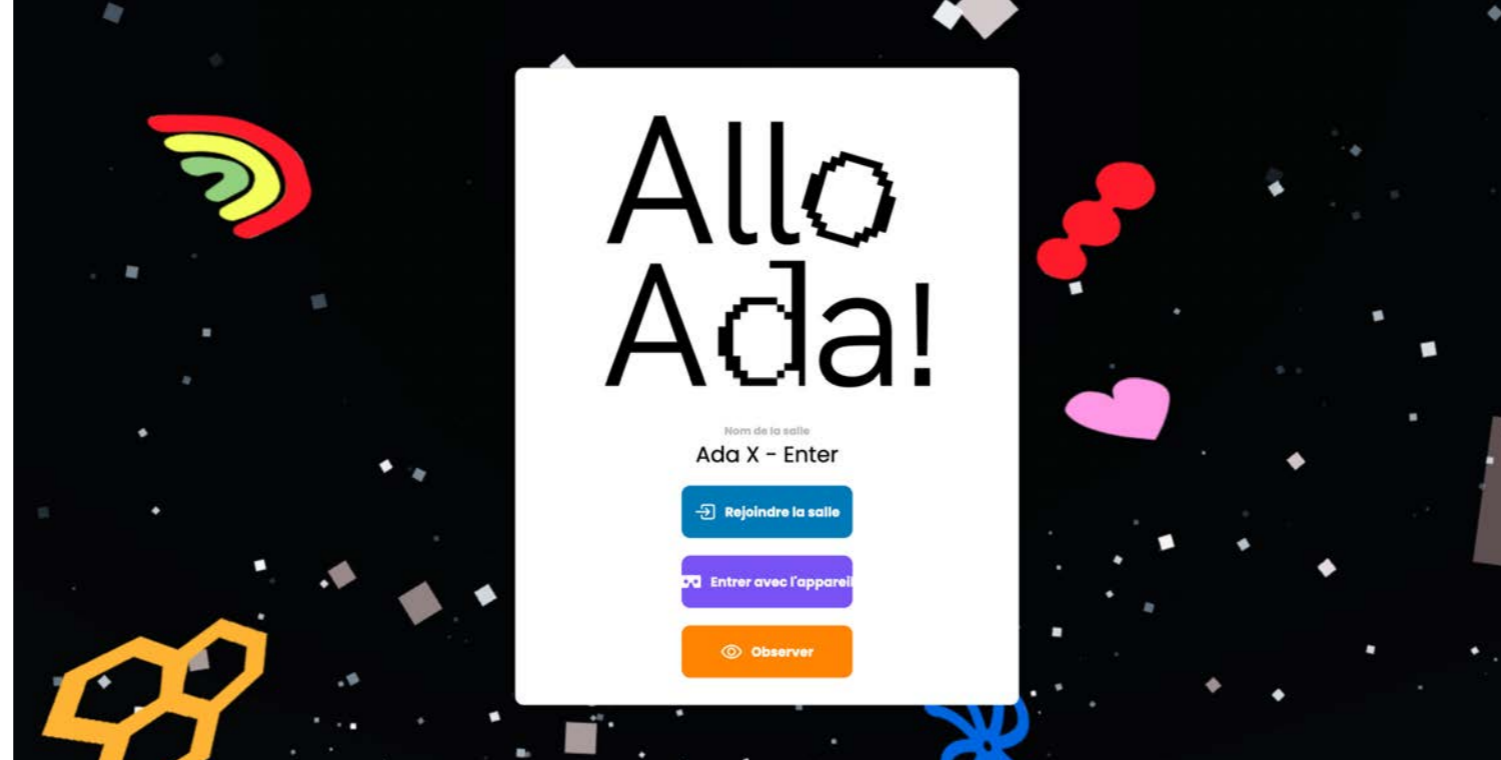 Allo
Ada!
Nom de la salle
Ada X - Enter
Rejoindre la salle
Entrer avec l'appareil
Observer